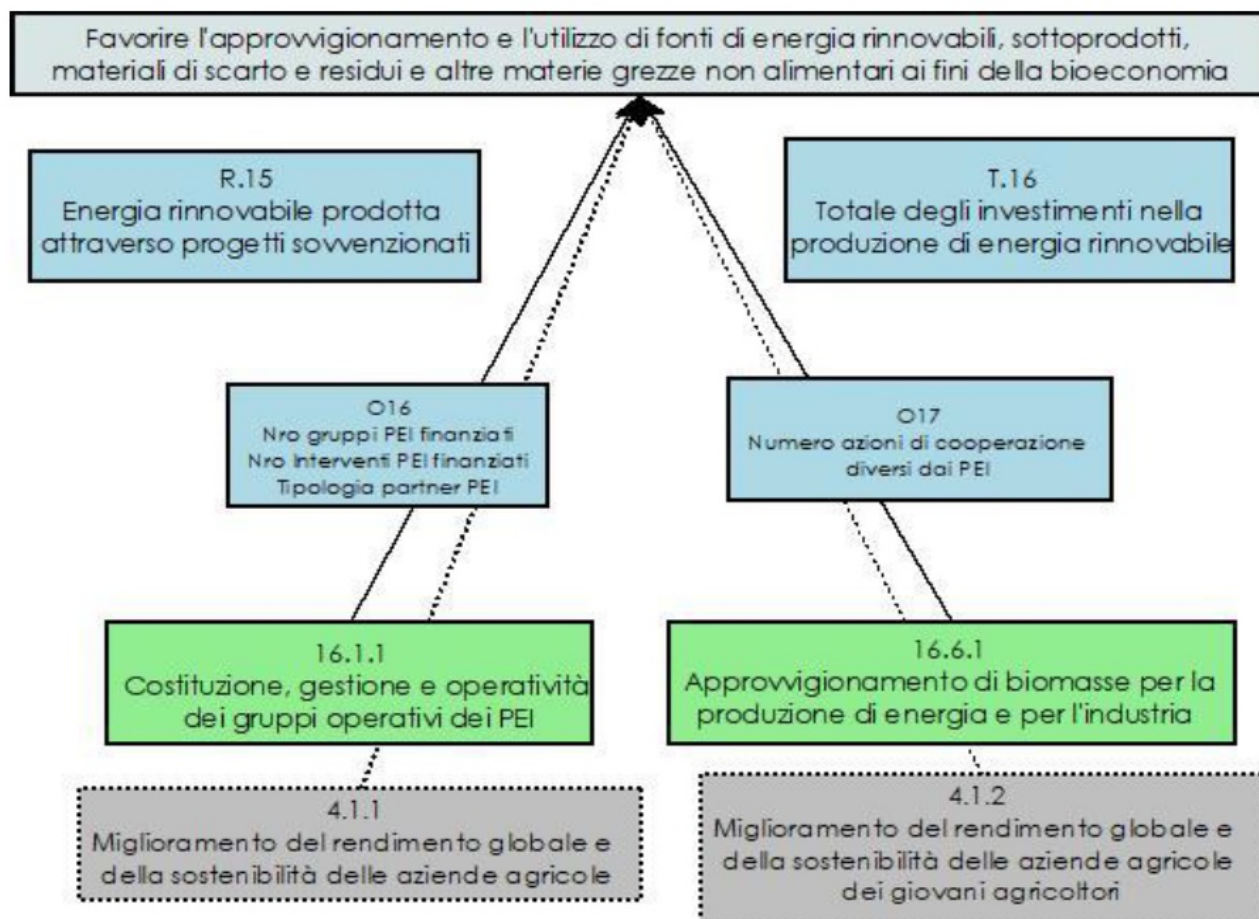 Favorire l'approvvigionamento e l'utilizzo di fonti di energia rinnovabili, sottoprodotti,
materiali di scarto e residui e altre materie grezze non alimentari ai fini della bioeconomia
R.15
Energia rinnovabile prodotta
attraverso progetti sovvenzionati
T.16
Totale degli investimenti nella
produzione di energia rinnovabile
O16
Nro gruppi PEI finanziati
Nro Interventi PEI finanziati
Tipologia partner PEI
O17
Numero azioni di cooperazione
diversi dai PEI
16.1.1
Costituzione, gestione e operatività
dei gruppi operativi dei PEI
16.6.1
Approvvigionamento di biomasse per la
produzione di energia e per l'industria
4.1.1
Miglioramento del rendimento globale e
della sostenibilità delle aziende agricole
4.1.2
Miglioramento del rendimento globale e
della sostenibilità delle aziende agricole
dei giovani agricoltori